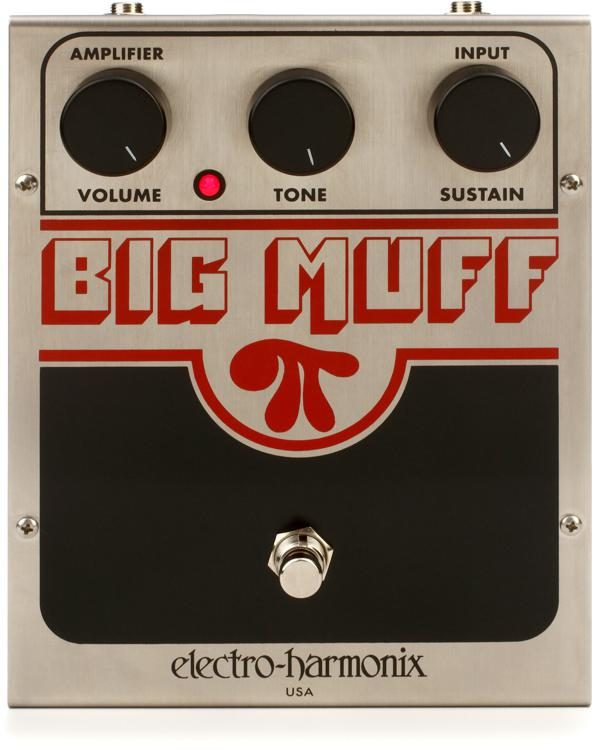 AMPLIFIER INPUT
VOLUME TONE SUSTAIN
BIG MUFF
π
electro-harmonix
USA